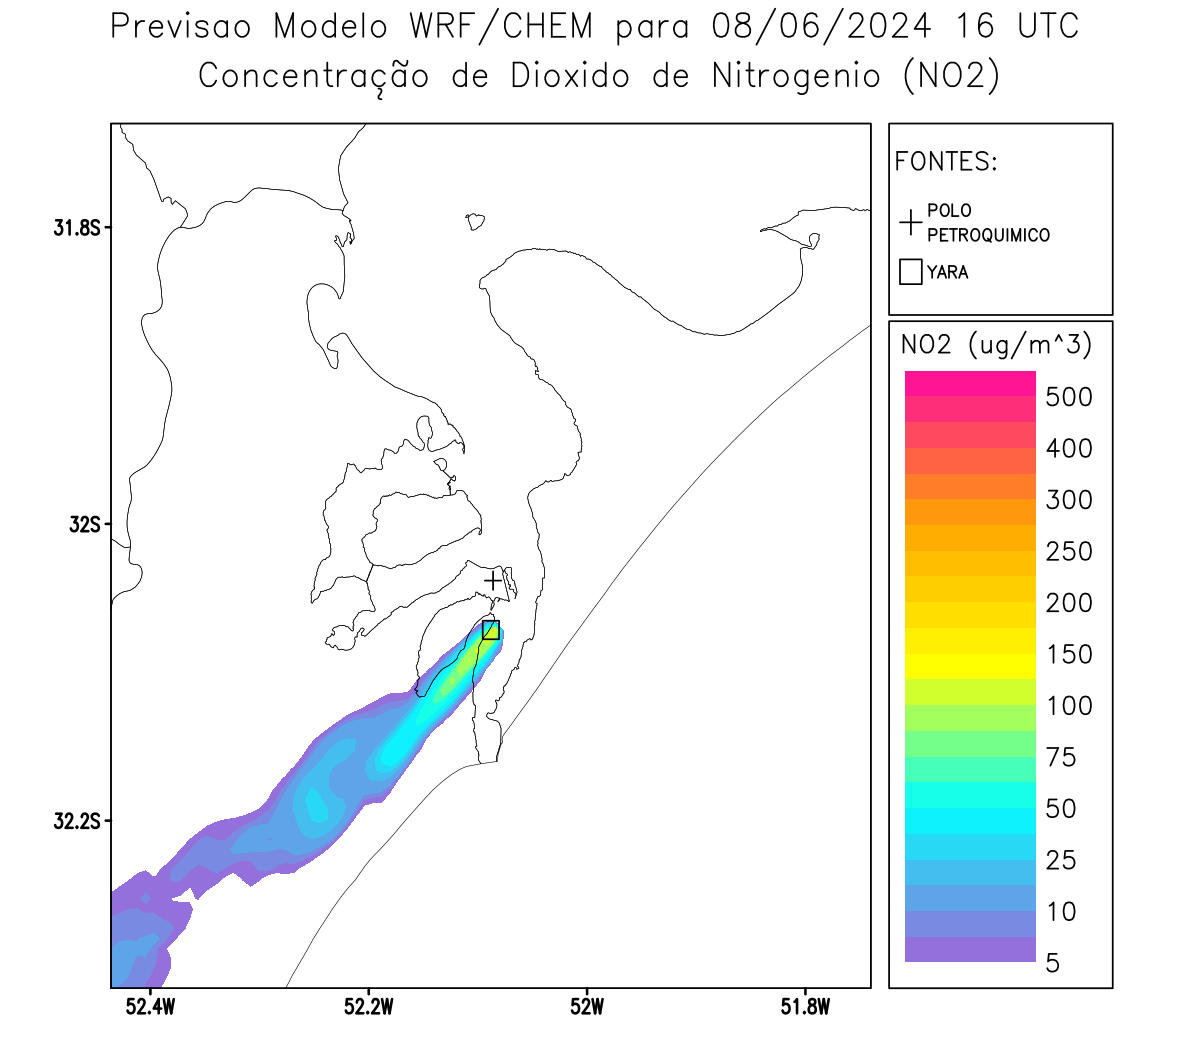 Previsao Modelo WRF/CHEM para 08/06/2024 16 UTC
Concentração de Dioxido de Nitrogenio (NO2)
FONTES:
POLO
PETROQUIMICO
YARA
NO2 (ug/m^3)
500
400
300
250
200
150
100
75
50
25
10
5
31.8S
32S
32.2S
52.4W 52.2W 52W 51.8W